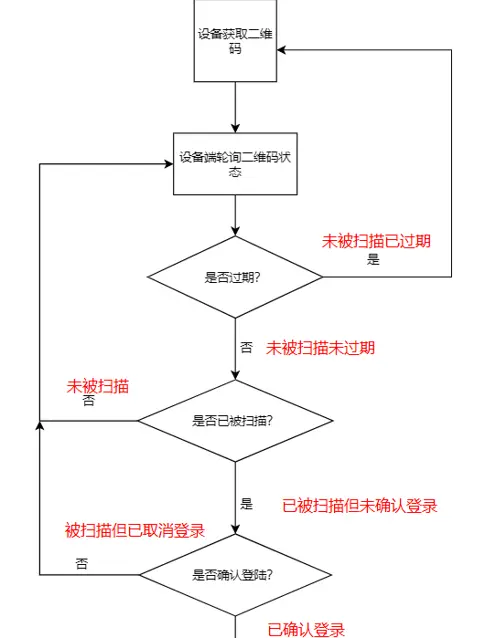 设备获取二维
码
设备端轮询二维码状
态
未被扫描已过期
是
是否过期?
否
未被扫描未过期
未被扫描
否
是否已被扫描?
是
已被扫描但未确认登录
被扫描但已取消登录
否
是否确认登陆?
已确认登录